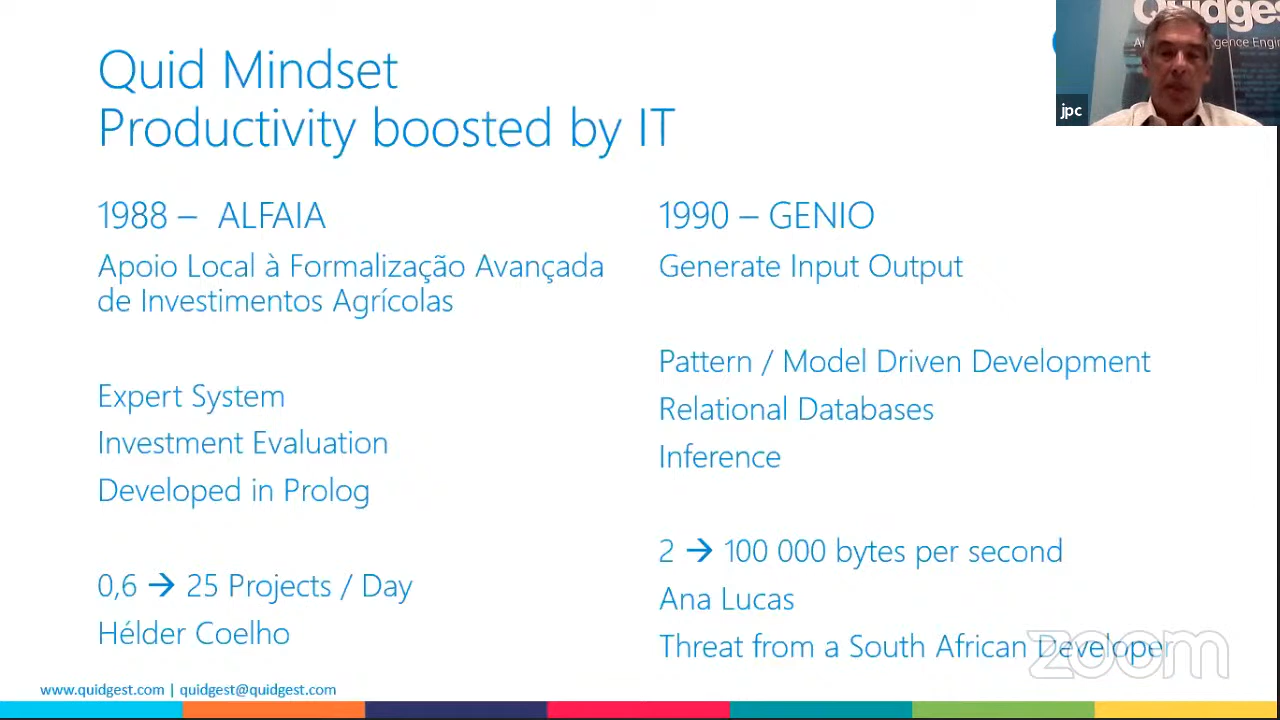 Quid Mindset
Productivity boosted by IT
Quidgest
jpc
1988 – ALFAIA
Apoio Local à Formalização Avançada
de Investimentos Agrícolas
Expert System
Investment Evaluation
Developed in Prolog
0,6 → 25 Projects / Day
Hélder Coelho
1990 – GENIO
Generate Input Output
Pattern / Model Driven Development
Relational Databases
Inference
2 → 100 000 bytes per second
Ana Lucas
Threat from a South African Developer
zoom
www.quidgest.com | quidgest@quidgest.com